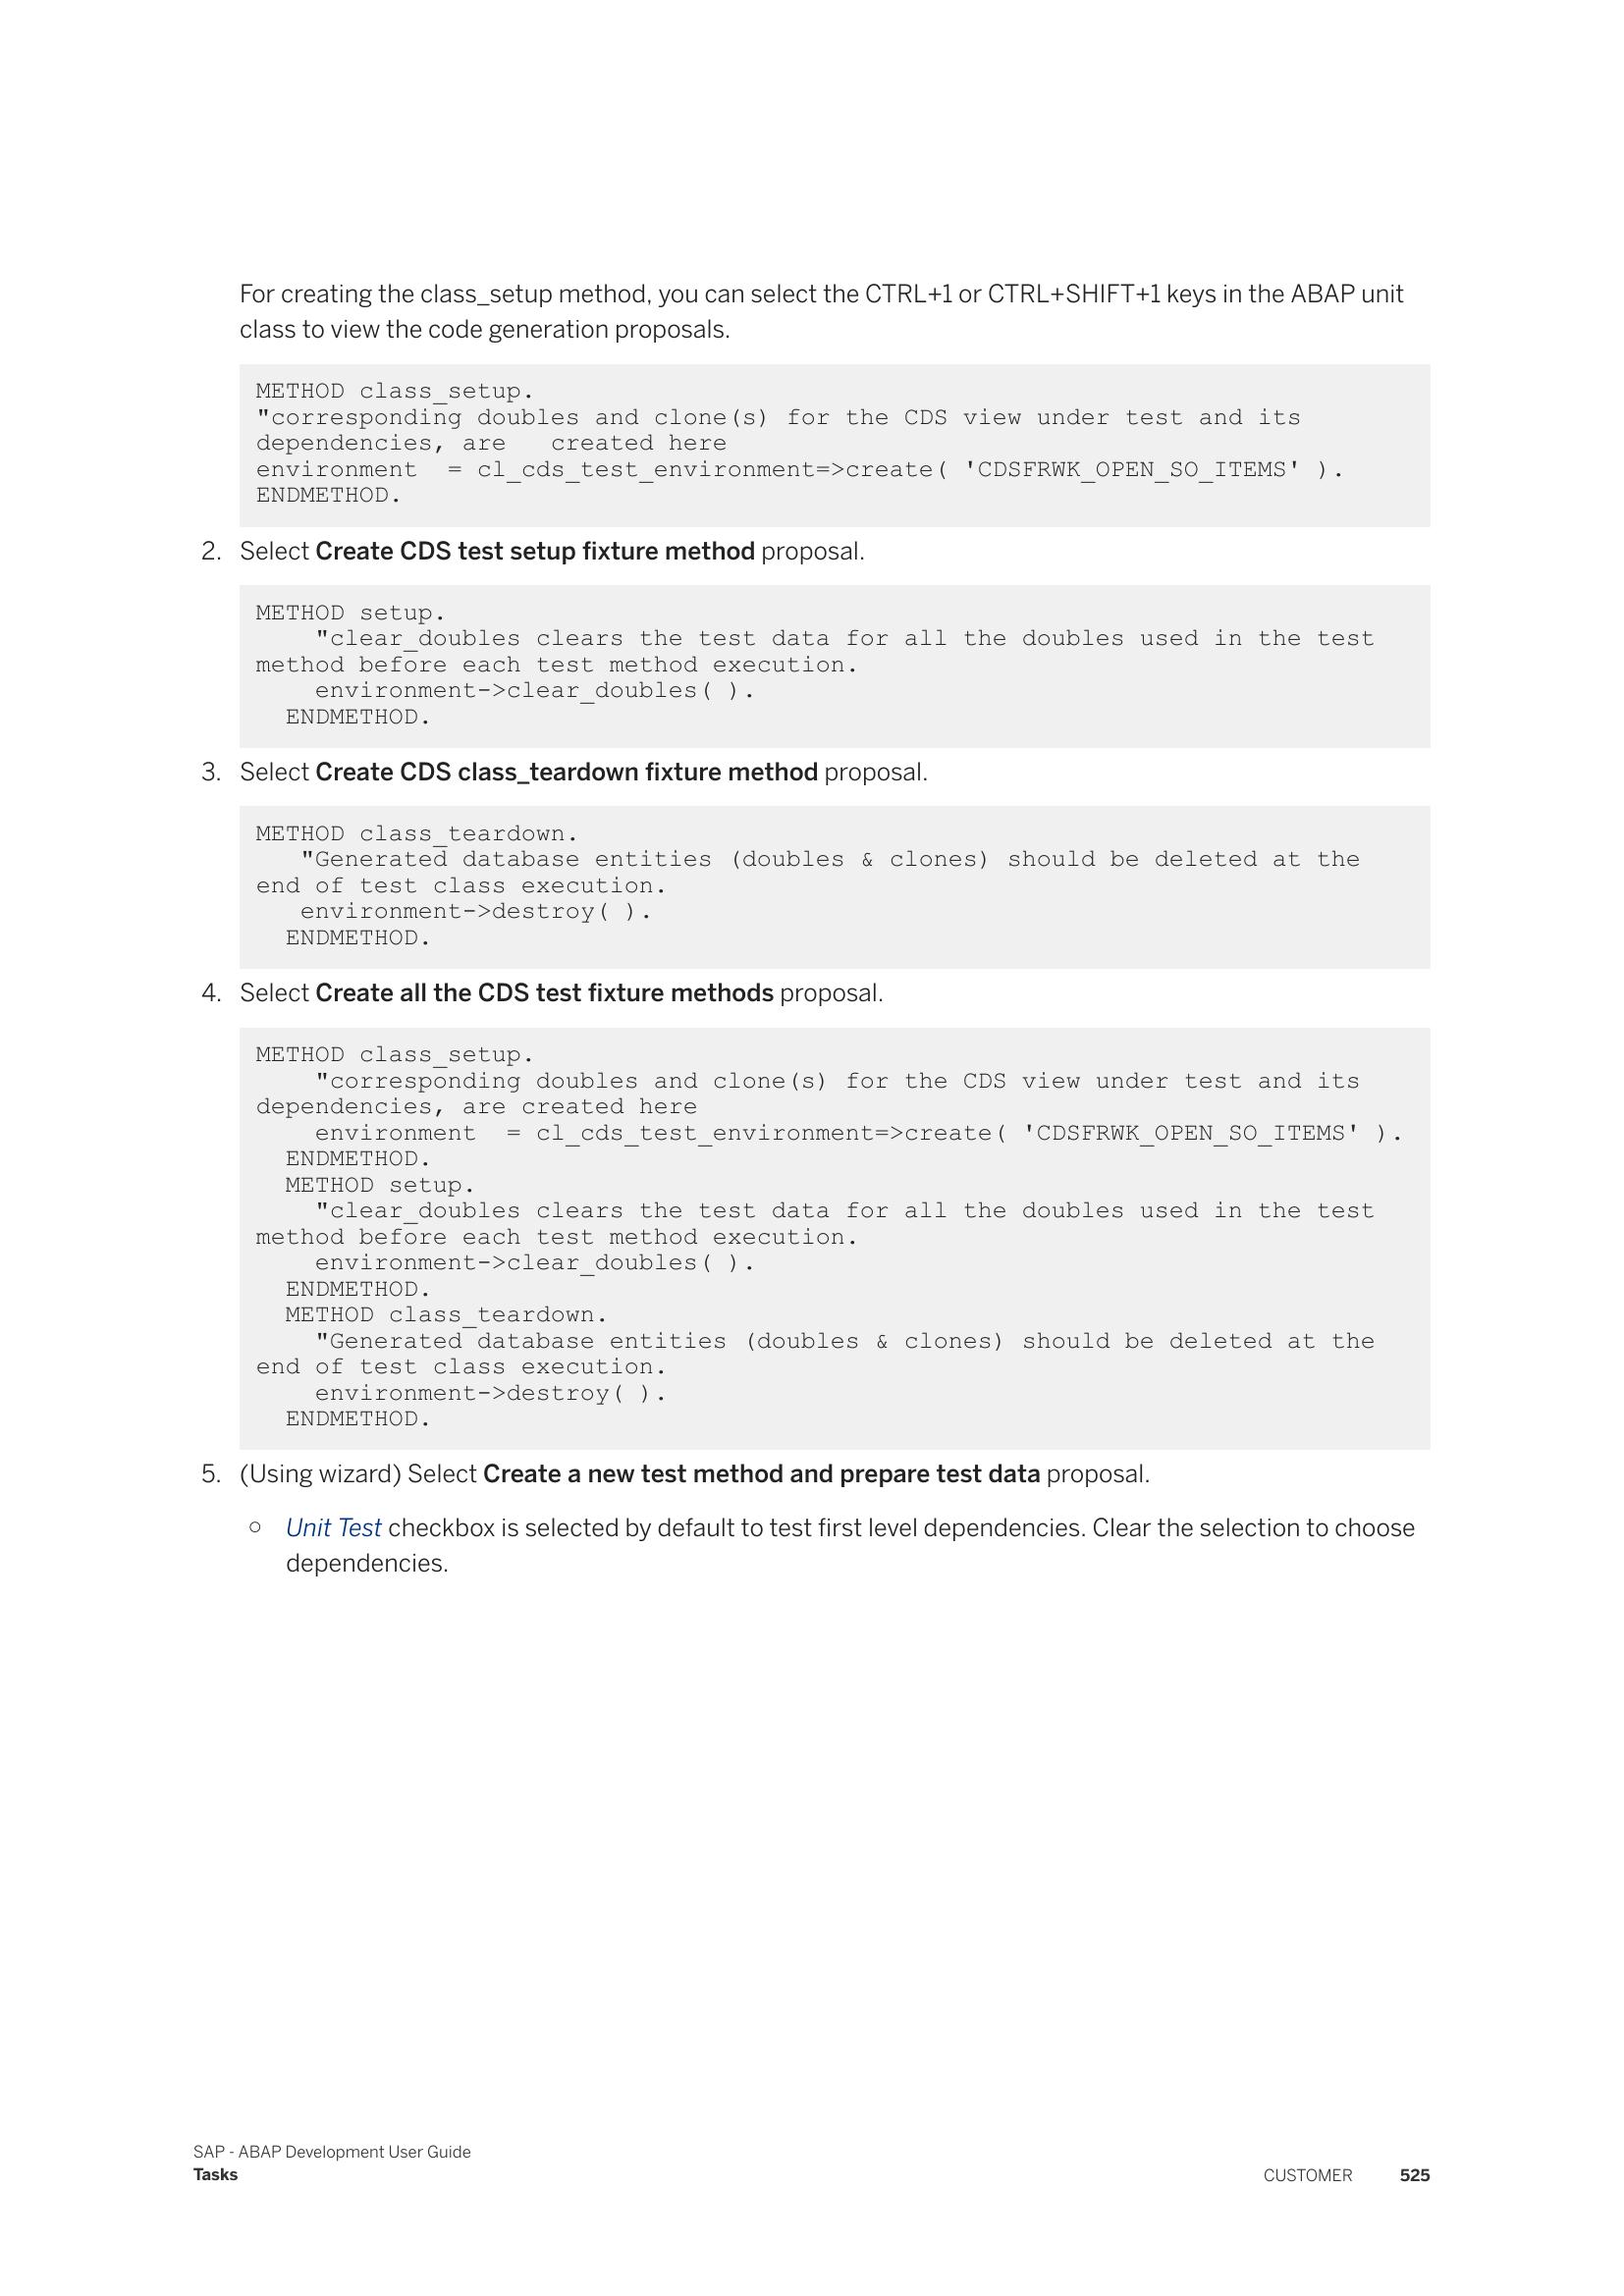 For creating the class_setup method, you can select the CTRL+1 or CTRL+SHIFT+1 keys in the ABAP unit
class to view the code generation proposals.
METHOD class_setup.
"corresponding doubles and clone(s) for the CDS view under test and its
dependencies, are   created here
environment  = cl_cds_test_environment=>create( 'CDSFRWK_OPEN_SO_ITEMS' ).
ENDMETHOD.
2. Select Create CDS test setup fixture method proposal.
METHOD setup.
    "clear_doubles clears the test data for all the doubles used in the test
method before each test method execution.
    environment->clear_doubles( ).
  ENDMETHOD.
3. Select Create CDS class_teardown fixture method proposal.
METHOD class_teardown.
   "Generated database entities (doubles & clones) should be deleted at the
end of test class execution.
   environment->destroy( ).
  ENDMETHOD.
4. Select Create all the CDS test fixture methods proposal.
METHOD class_setup.
    "corresponding doubles and clone(s) for the CDS view under test and its
dependencies, are created here
    environment  = cl_cds_test_environment=>create( 'CDSFRWK_OPEN_SO_ITEMS' ).
  ENDMETHOD.
  METHOD setup.
    "clear_doubles clears the test data for all the doubles used in the test
method before each test method execution.
    environment->clear_doubles( ).
  ENDMETHOD.
  METHOD class_teardown.
    "Generated database entities (doubles & clones) should be deleted at the
end of test class execution.
    environment->destroy( ).
  ENDMETHOD.
5. (Using wizard) Select Create a new test method and prepare test data proposal.
○ Unit Test checkbox is selected by default to test first level dependencies. Clear the selection to choose
dependencies.
SAP - ABAP Development User Guide
Tasks
CUSTOMER 525